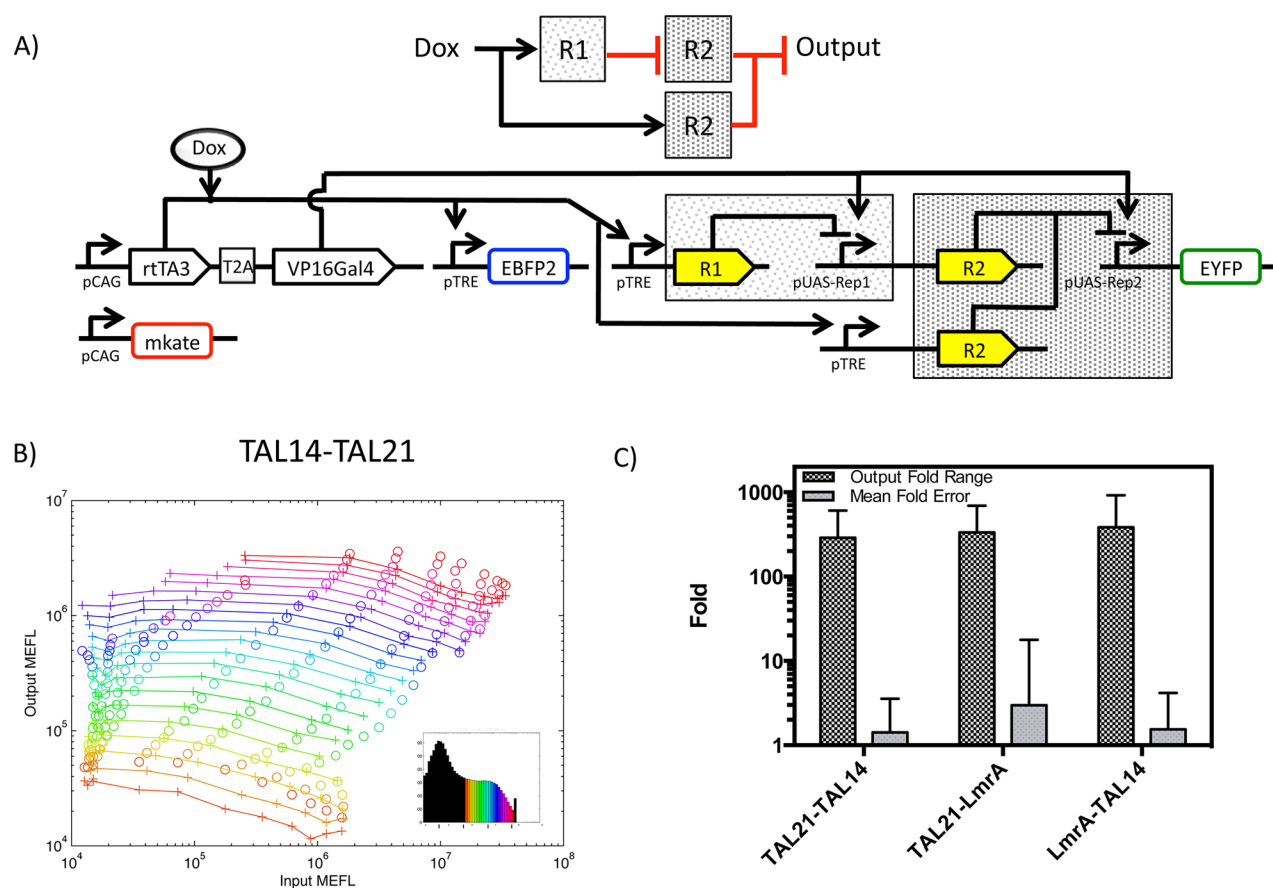 A)
Dox
R1
R2
Output
R2
Dox
rtTA3
T2A
VP16Gal4
EBFP2
R1
R2
EYFP
pCAG
pTRE
pTRE
pUAS-Rep1
pUAS-Rep2
mkate
pCAG
R2
pTRE
B)
TAL14-TAL21
10^7
10^6
10^5
10^4
Output MEFL
10^4
10^5
10^6
10^7
10^8
Input MEFL
C)
Output Fold Range
Mean Fold Error
1000
100
10
1
Fold
TAL21-TAL14
TAL21-LmrA
LmrA-TAL14